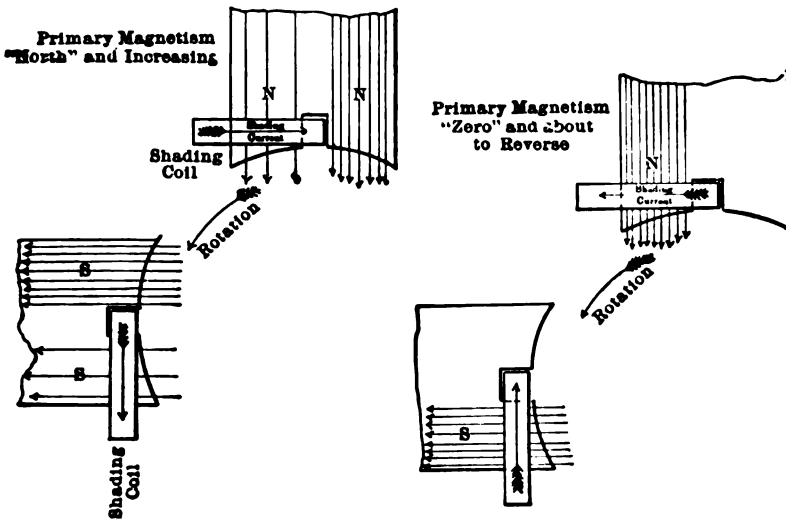 Primary Magnetism
"North" and Increasing
N
N
Shading
Current
Shading
Coil
Rotation
S
S
Shading
Coil
Primary Magnetism
"Zero" and about
to Reverse
N
Shading
Current
Rotation
S